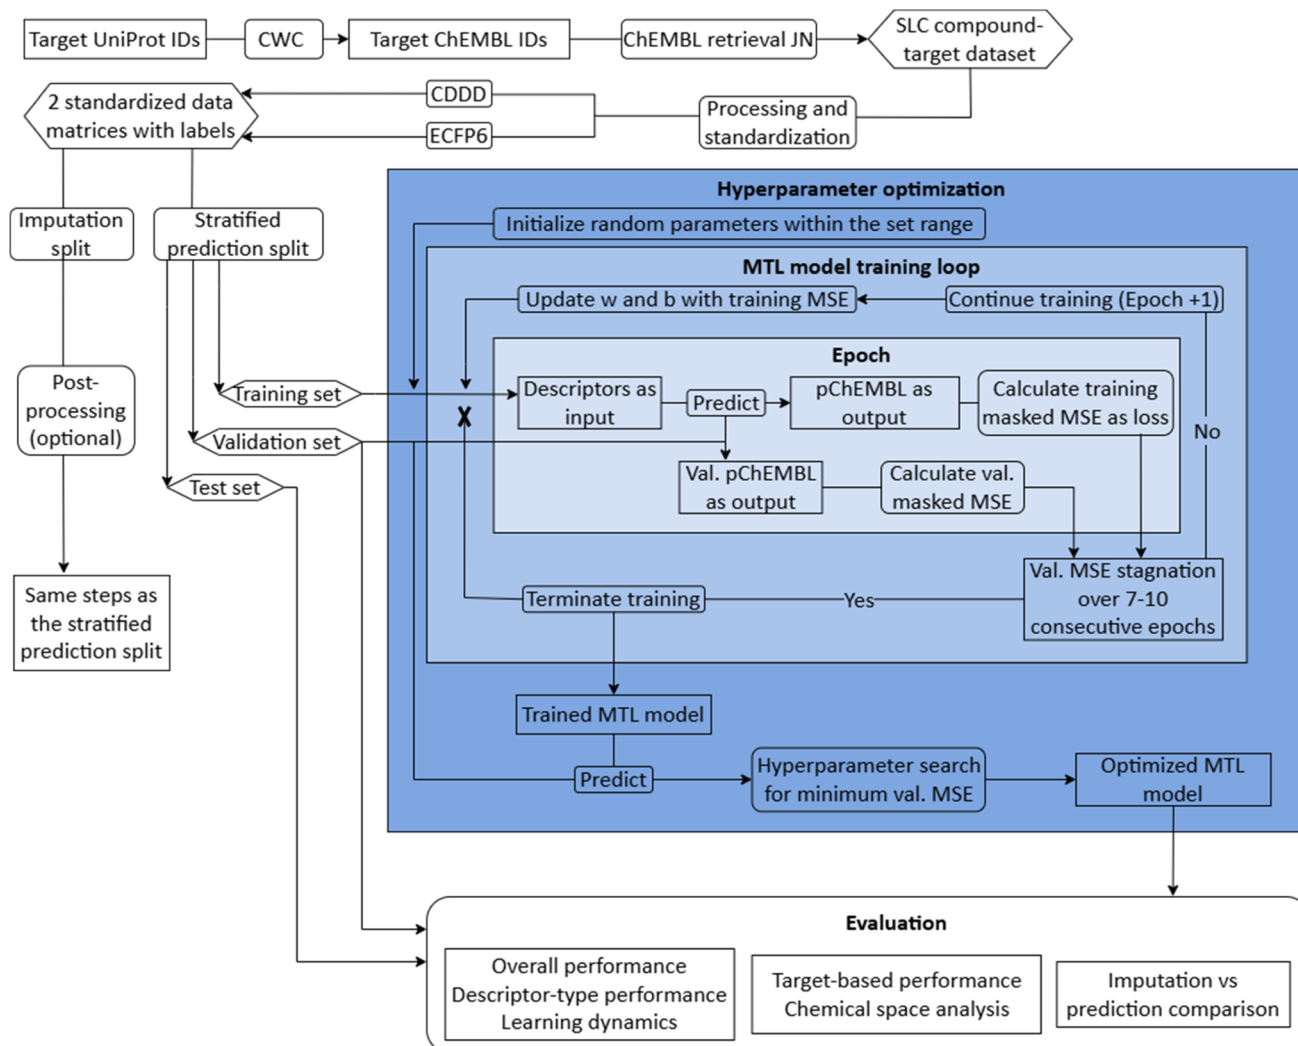 Target UniProt IDs
CWC
Target ChEMBL IDs
ChEMBL retrieval JN
SLC compound-
target dataset
2 standardized data
matrices with labels
CDDD
ECFP6
Processing and
standardization
Imputation
split
Stratified
prediction split
Post-
processing
(optional)
Same steps as
the stratified
prediction split
Training set
Validation set
Test set
Hyperparameter optimization
Initialize random parameters within the set range
MTL model training loop
Update w and b with training MSE
Continue training (Epoch +1)
Epoch
Descriptors as
input
Predict
pChEMBL as
output
Calculate training
masked MSE as loss
No
X
Val. pChEMBL
as output
Calculate val.
masked MSE
Val. MSE stagnation
over 7-10
consecutive epochs
Yes
Terminate training
Trained MTL model
Predict
Hyperparameter search
for minimum val. MSE
Optimized MTL
model
Evaluation
Overall performance
Descriptor-type performance
Learning dynamics
Target-based performance
Chemical space analysis
Imputation vs
prediction comparison